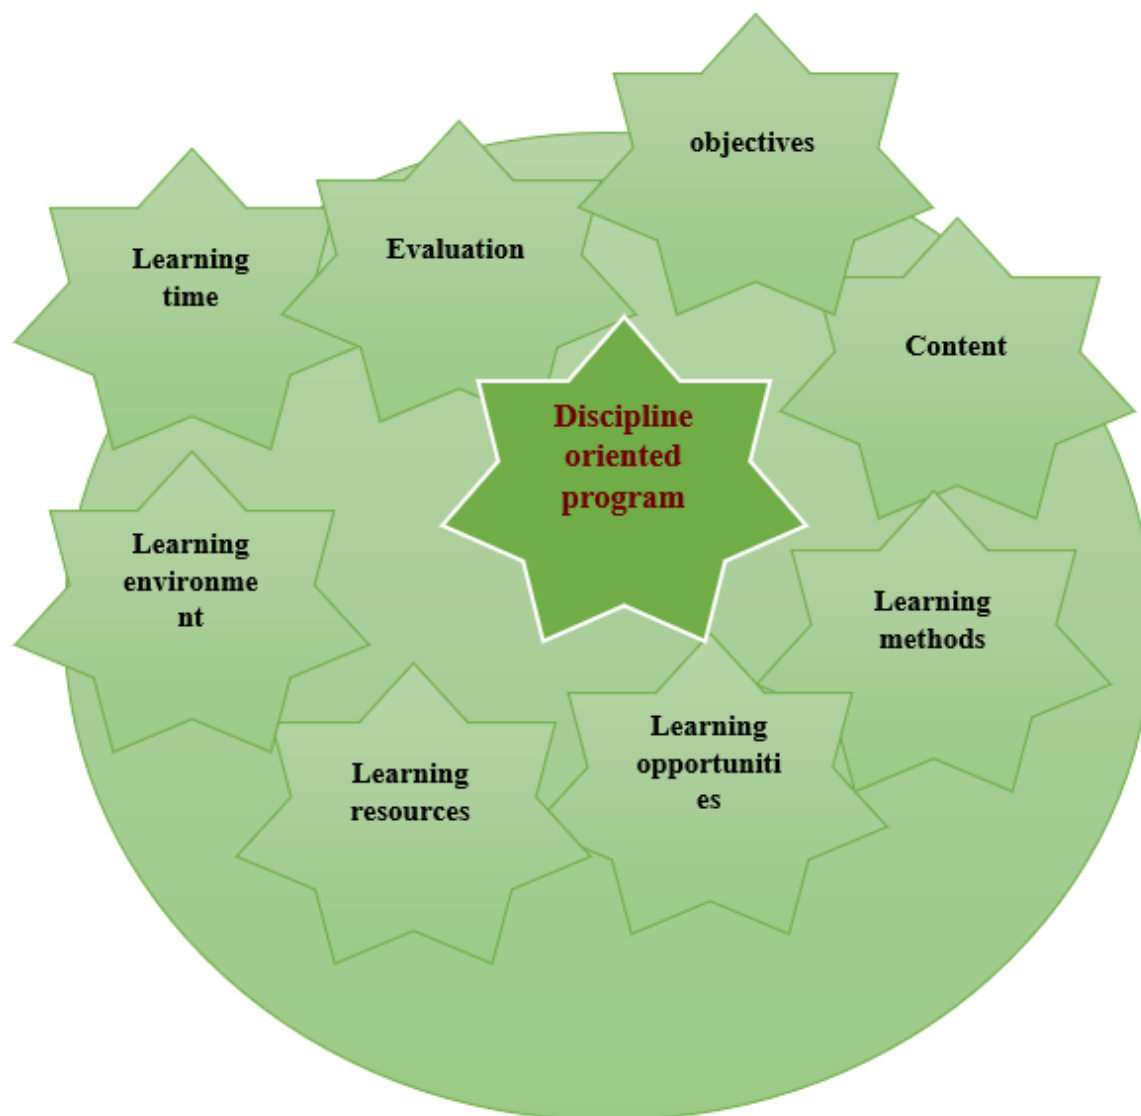 objectives
Evaluation
Learning
time
Content
Discipline
oriented
program
Learning
environme
nt
Learning
methods
Learning
opportuniti
es
Learning
resources